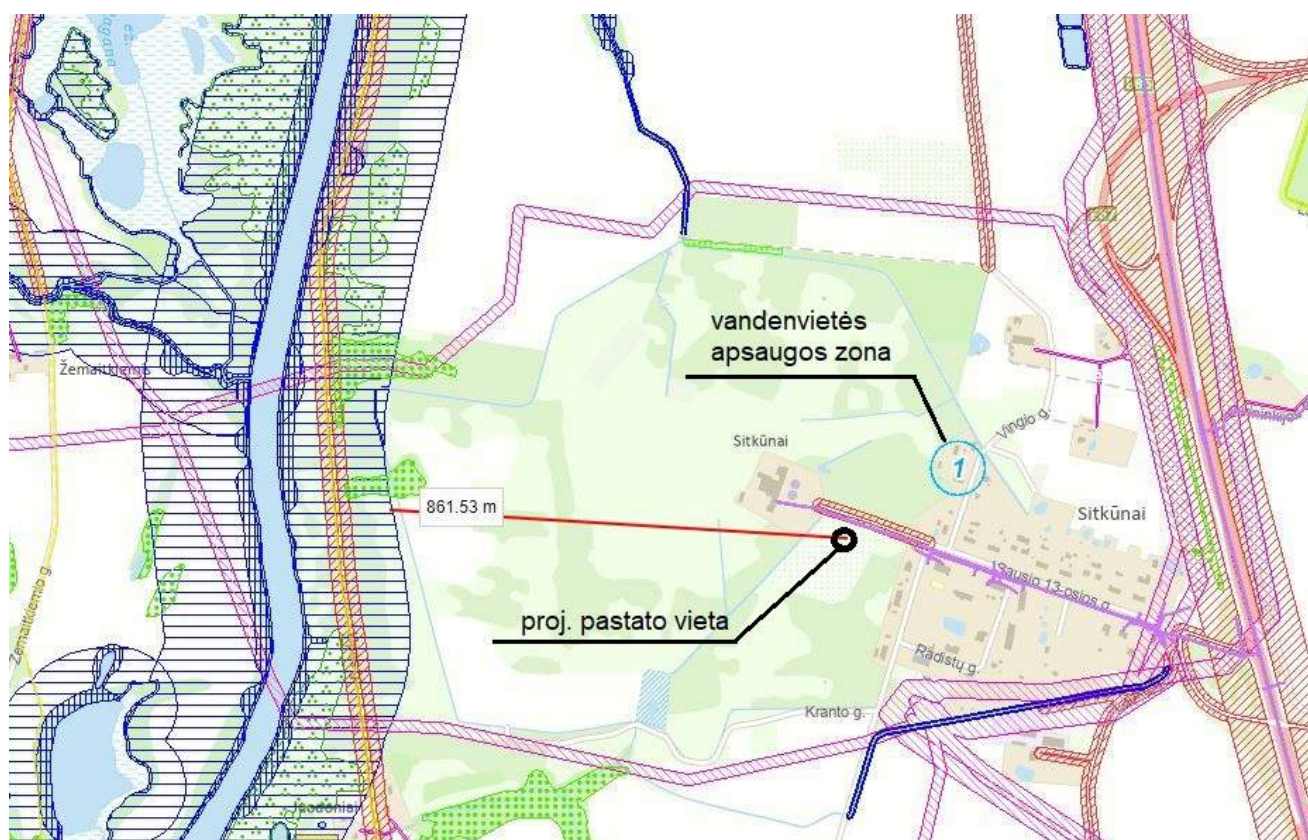 vandenvietės
apsaugos zona
Žemaitkiemis
Vingio g.
Sitkūnai
1
861.53 m
Sitkūnai
Sausio 13-osios g.
proj. pastato vieta
Žemaitkiemio g.
Radistų g.
Kranto g.
Juodoniai